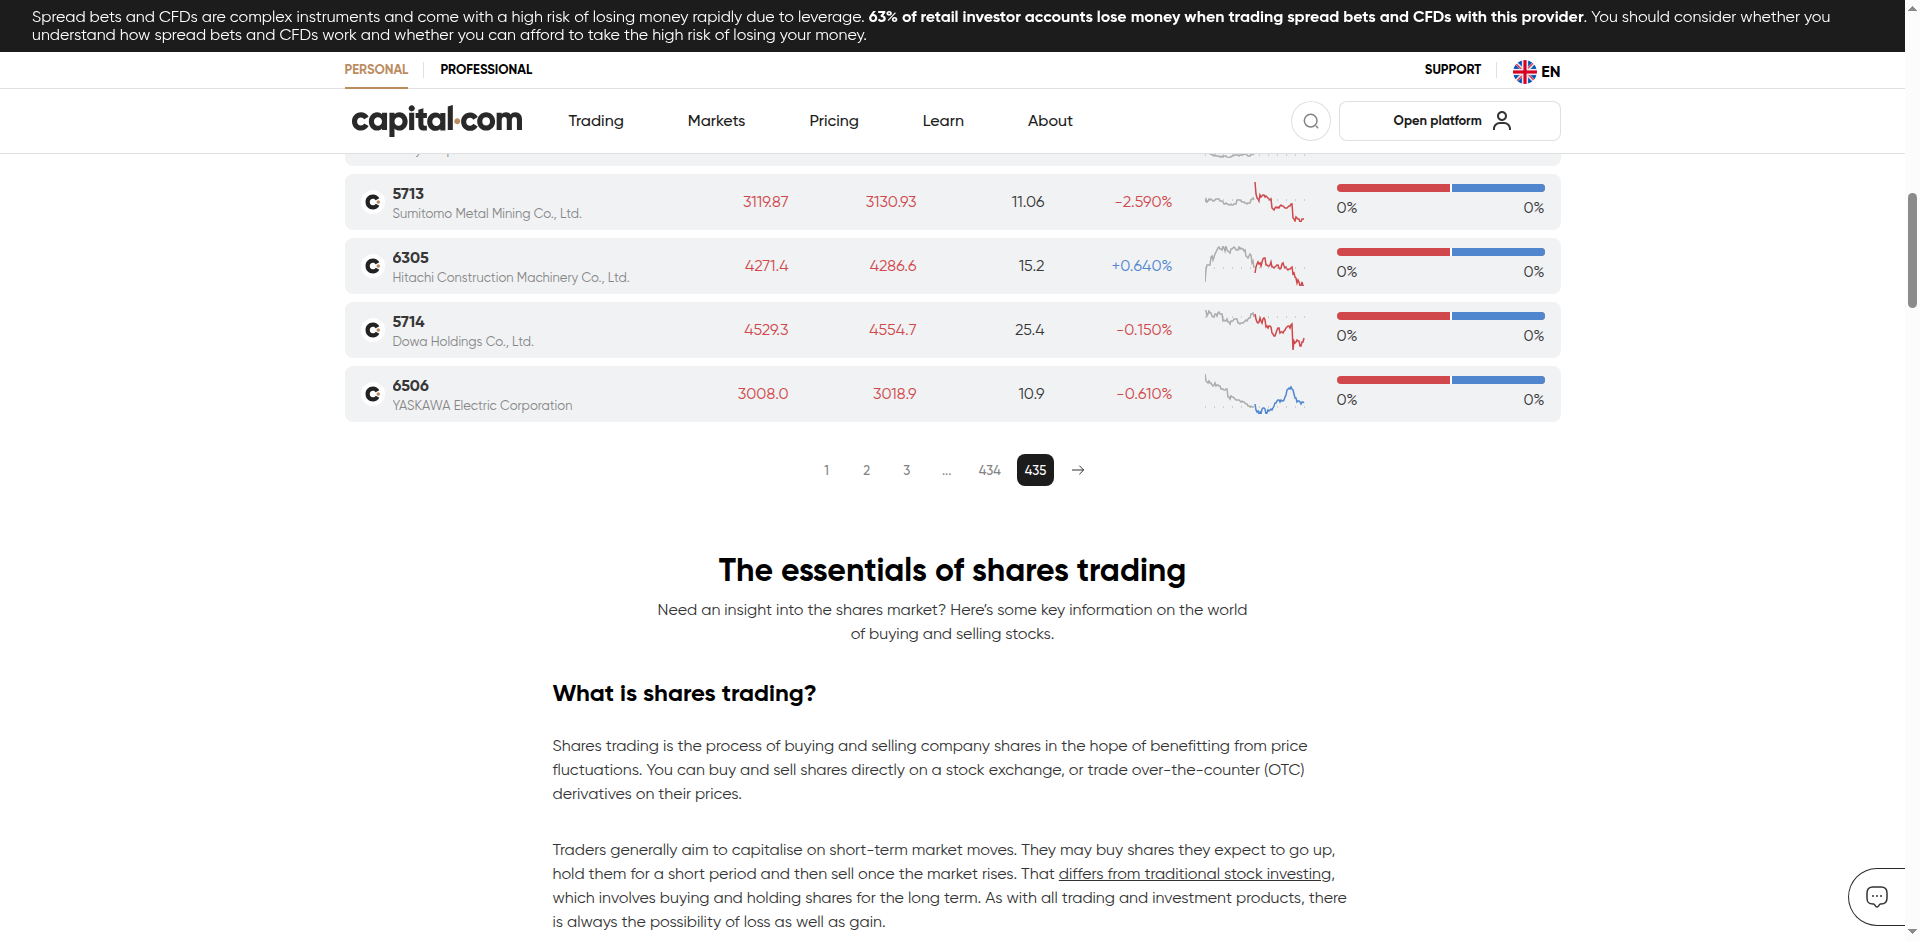 Spread bets and CFDs are complex instruments and come with a high risk of losing money rapidly due to leverage. 63% of retail investor accounts lose money when trading spread bets and CFDs with this provider. You should consider whether you
understand how spread bets and CFDs work and whether you can afford to take the high risk of losing your money.
PERSONAL PROFESSIONAL SUPPORT EN
capital.com Trading Markets Pricing Learn About Open platform
5713
Sumitomo Metal Mining Co., Ltd.
3119.87 3130.93 11.06 -2.590%
0% 0%
6305
Hitachi Construction Machinery Co., Ltd.
4271.4 4286.6 15.2 +0.640%
0% 0%
5714
Dowa Holdings Co., Ltd.
4529.3 4554.7 25.4 -0.150%
0% 0%
6506
YASKAWA Electric Corporation
3008.0 3018.9 10.9 -0.610%
0% 0%
1 2 3 ... 434 435
The essentials of shares trading
Need an insight into the shares market? Here’s some key information on the world
of buying and selling stocks.
What is shares trading?
Shares trading is the process of buying and selling company shares in the hope of benefitting from price
fluctuations. You can buy and sell shares directly on a stock exchange, or trade over-the-counter (OTC)
derivatives on their prices.
Traders generally aim to capitalise on short-term market moves. They may buy shares they expect to go up,
hold them for a short period and then sell once the market rises. That differs from traditional stock investing,
which involves buying and holding shares for the long term. As with all trading and investment products, there
is always the possibility of loss as well as gain.